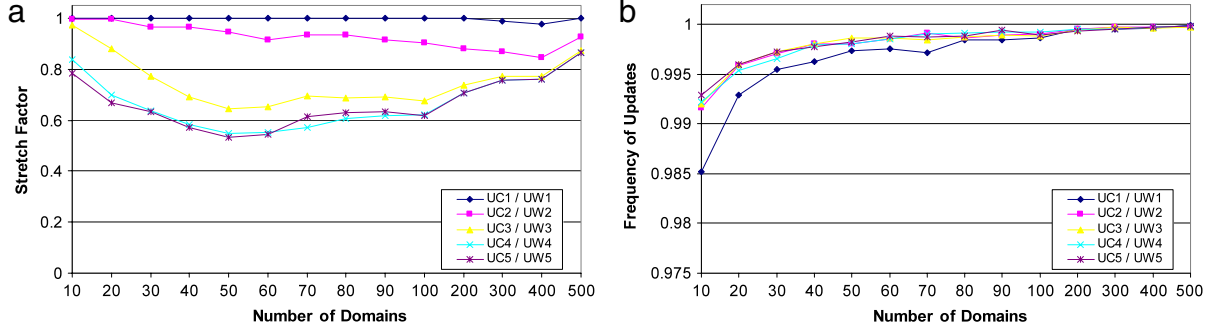 a
1
0.8
0.6
0.4
0.2
0
Stretch Factor
10 20 30 40 50 60 70 80 90 100 200 300 400 500
Number of Domains
UC1 / UW1
UC2 / UW2
UC3 / UW3
UC4 / UW4
UC5 / UW5
b
1
0.995
0.99
0.985
0.98
0.975
Frequency of Updates
10 20 30 40 50 60 70 80 90 100 200 300 400 500
Number of Domains
UC1 / UW1
UC2 / UW2
UC3 / UW3
UC4 / UW4
UC5 / UW5